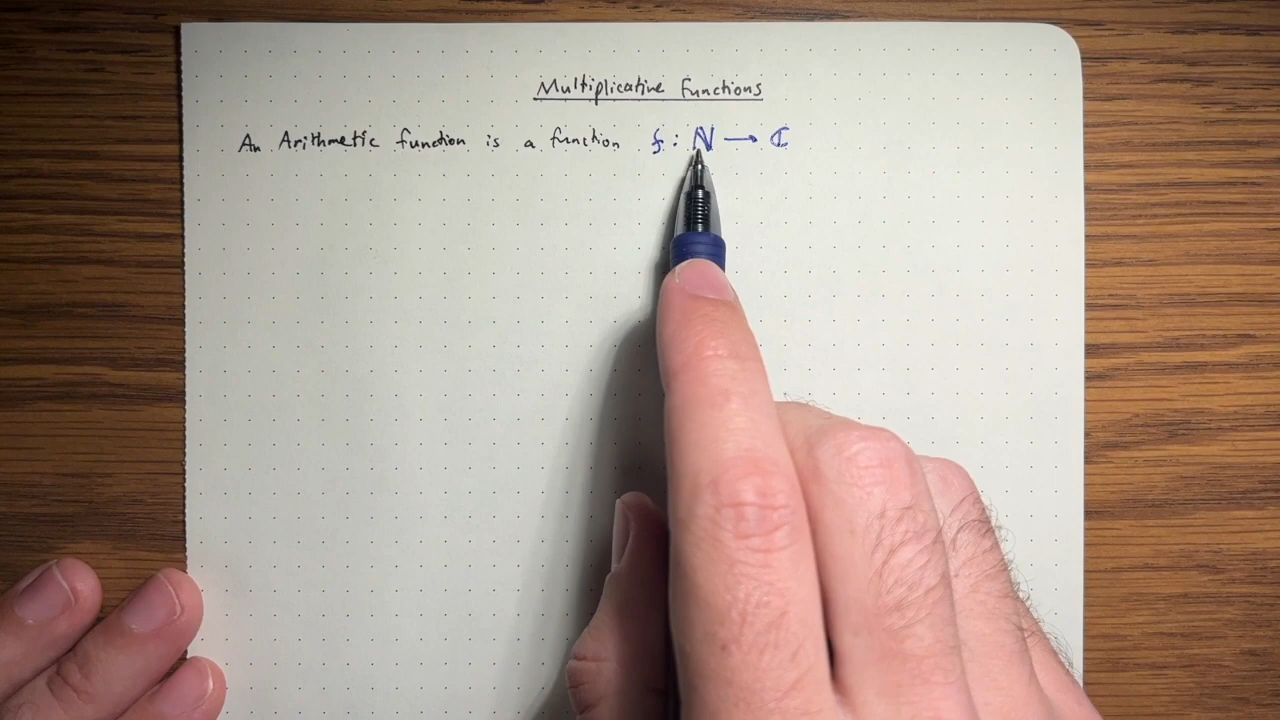 Multiplicative Functions
An Arithmetic function is a function f : ℕ → ℂ